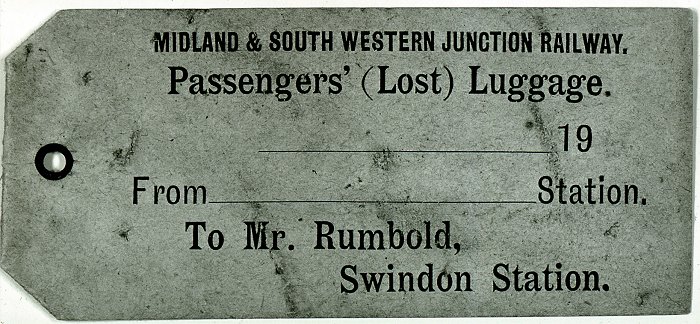 MIDLAND & SOUTH WESTERN JUNCTION RAILWAY.
Passengers' (Lost) Luggage.
19
From Station.
To Mr. Rumbold,
Swindon Station.